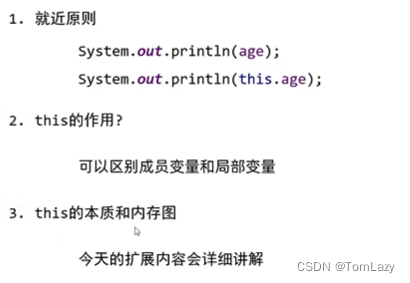 1. 就近原则
System.out.println(age);
System.out.println(this.age);
2. this的作用?
可以区别成员变量和局部变量
3. this的本质和内存图
今天的扩展内容会详细讲解
CSDN @TomLazy